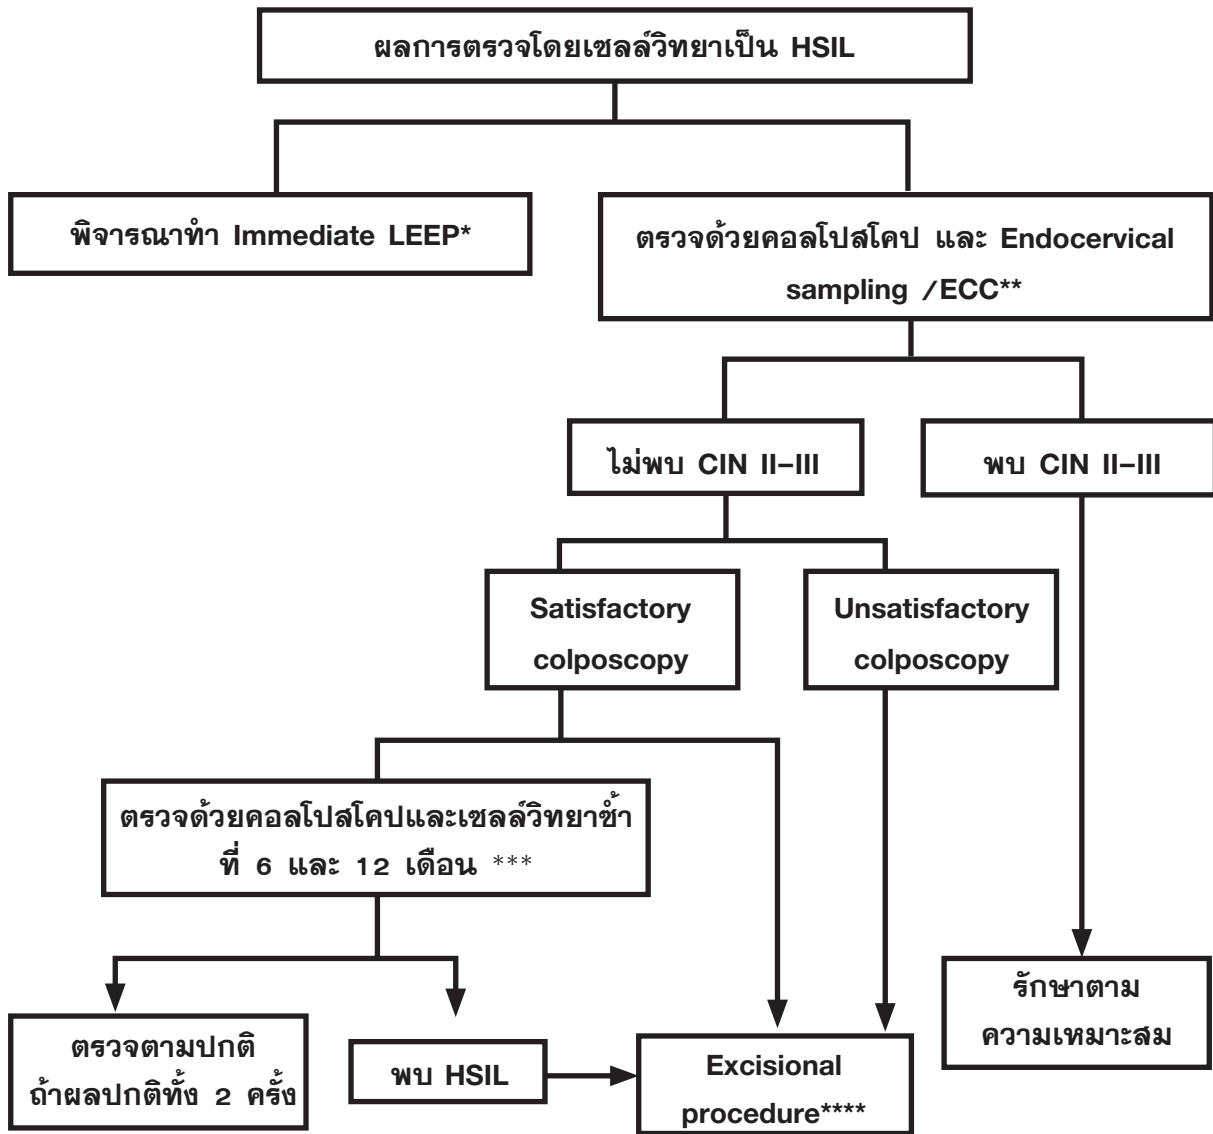 ผลการตรวจโดยเซลล์วิทยาเป็น HSIL
พิจารณาทำ Immediate LEEP*
ตรวจด้วยคอลโปสโคป และ Endocervical
sampling /ECC**
ไม่พบ CIN II–III
พบ CIN II–III
Satisfactory
colposcopy
Unsatisfactory
colposcopy
ตรวจด้วยคอลโปสโคปและเซลล์วิทยาซ้ำ
ที่ 6 และ 12 เดือน ***
รักษาตาม
ความเหมาะสม
ตรวจตามปกติ
ถ้าผลปกติทั้ง 2 ครั้ง
พบ HSIL
Excisional
procedure****